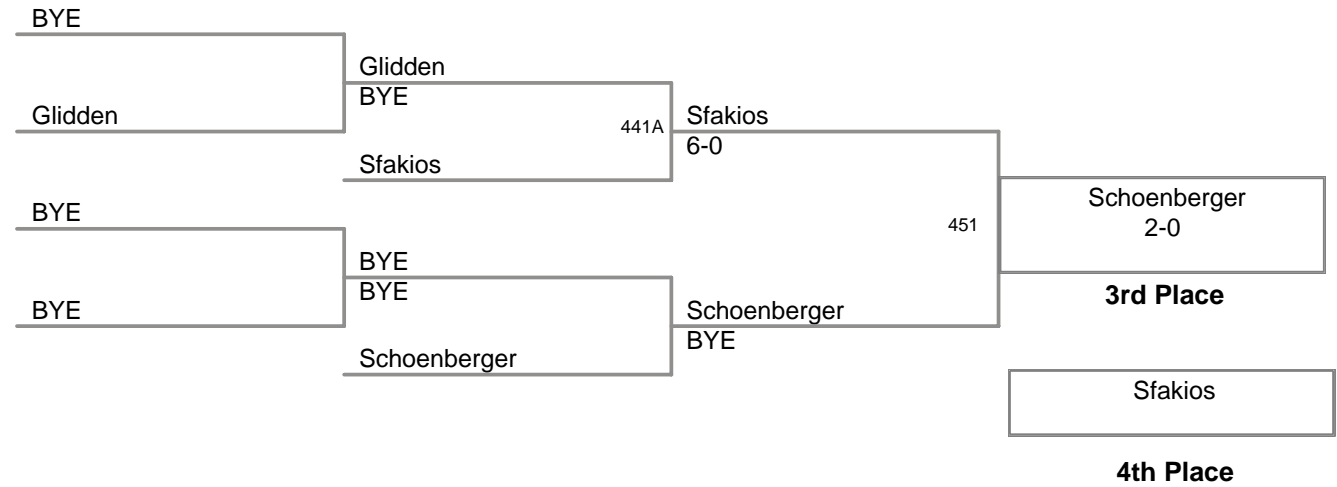 BYE
Glidden
BYE
Glidden
441A
Sfakios
6-0
Sfakios
BYE
Schoenberger
2-0
451
BYE
BYE
3rd Place
BYE
Schoenberger
BYE
Schoenberger
Sfakios
4th Place